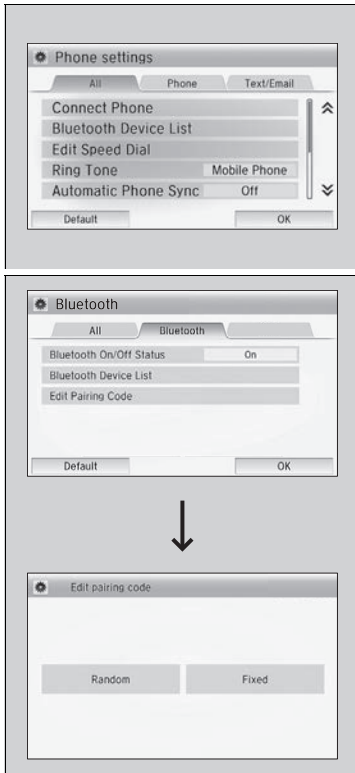 Phone settings
All Phone Text/Email
Connect Phone
Bluetooth Device List
Edit Speed Dial
Ring Tone Mobile Phone
Automatic Phone Sync Off
Default OK
Bluetooth
All Bluetooth
Bluetooth On/Off Status On
Bluetooth Device List
Edit Pairing Code
Default OK
Edit pairing code
Random Fixed